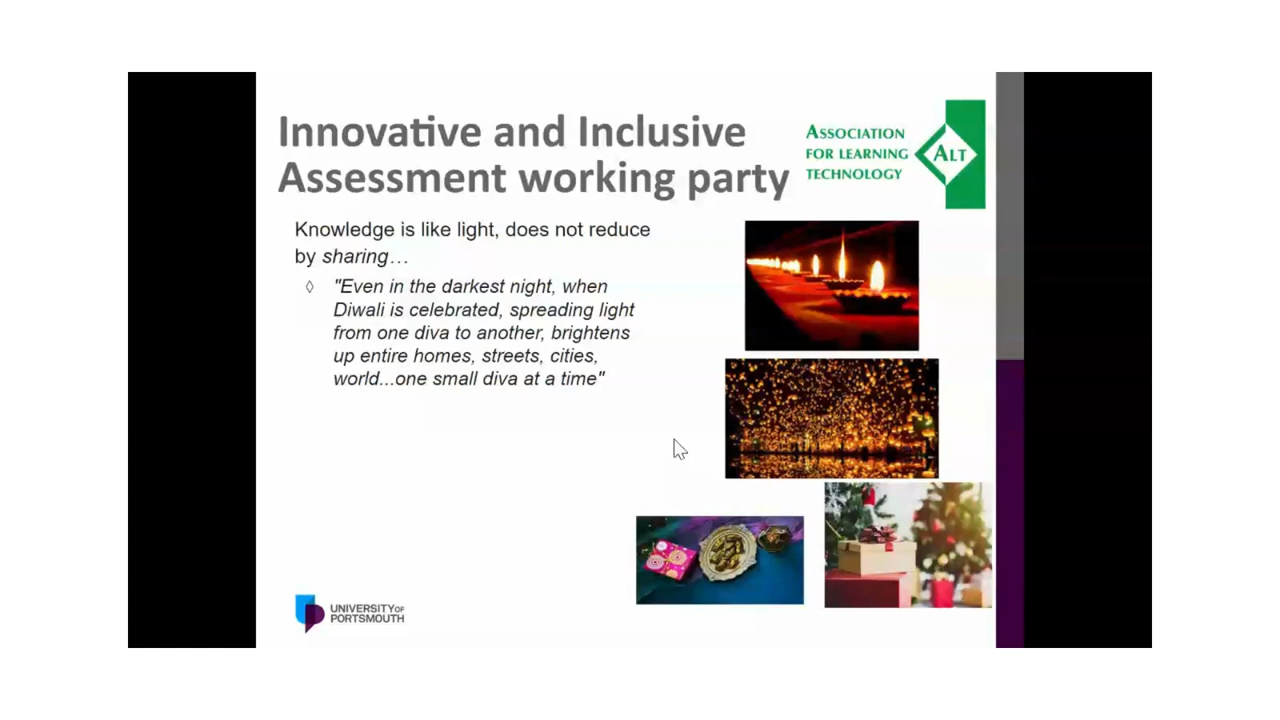 Innovative and Inclusive
Assessment working party
ASSOCIATION
FOR LEARNING
TECHNOLOGY
ALT
Knowledge is like light, does not reduce
by sharing…
◊ "Even in the darkest night, when
Diwali is celebrated, spreading light
from one diva to another, brightens
up entire homes, streets, cities,
world...one small diva at a time"
UNIVERSITY OF
PORTSMOUTH